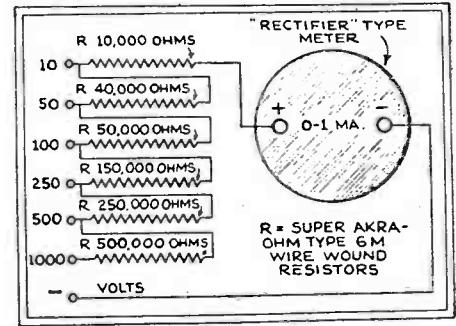 "RECTIFIER" TYPE
METER
R 10,000 OHMS
10
R 40,000 OHMS
50
R 50,000 OHMS
100
R 150,000 OHMS
250
R 250,000 OHMS
500
R 500,000 OHMS
1000
− VOLTS
+ −
0-1 MA.
R = SUPER AKRA-
OHM TYPE 6M
WIRE WOUND
RESISTORS